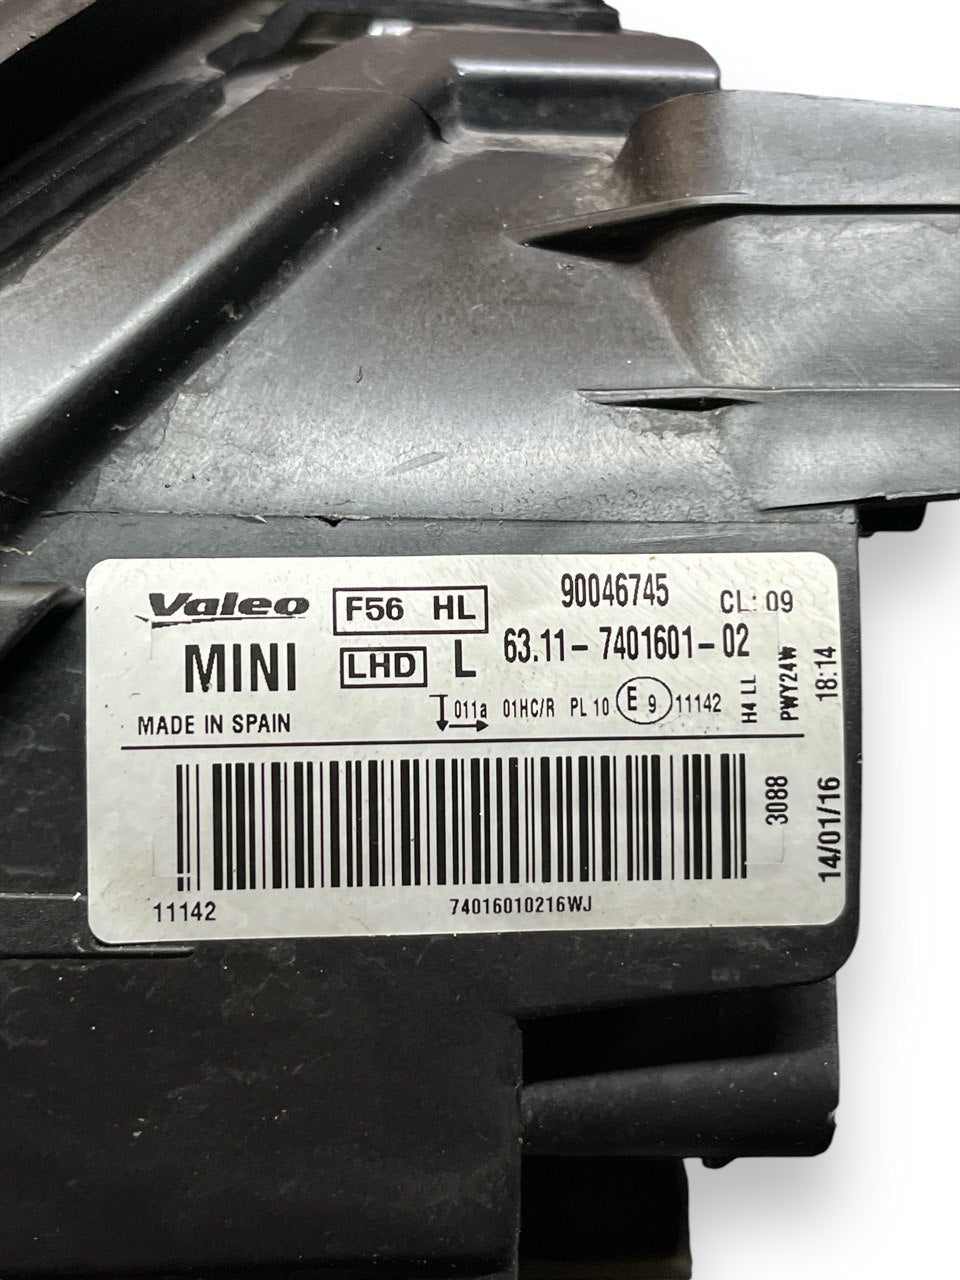 Valeo F56 HL 90046745 CL: 09
MINI LHD L 63.11-7401601-02
MADE IN SPAIN 011a 01HC/R PL 10 E 9 11142
H4 LL
PWY24W
18:14
3088
14/01/16
11142 74016010216WJ